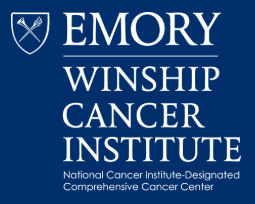 EMORY
WINSHIP
CANCER
INSTITUTE
National Cancer Institute-Designated
Comprehensive Cancer Center